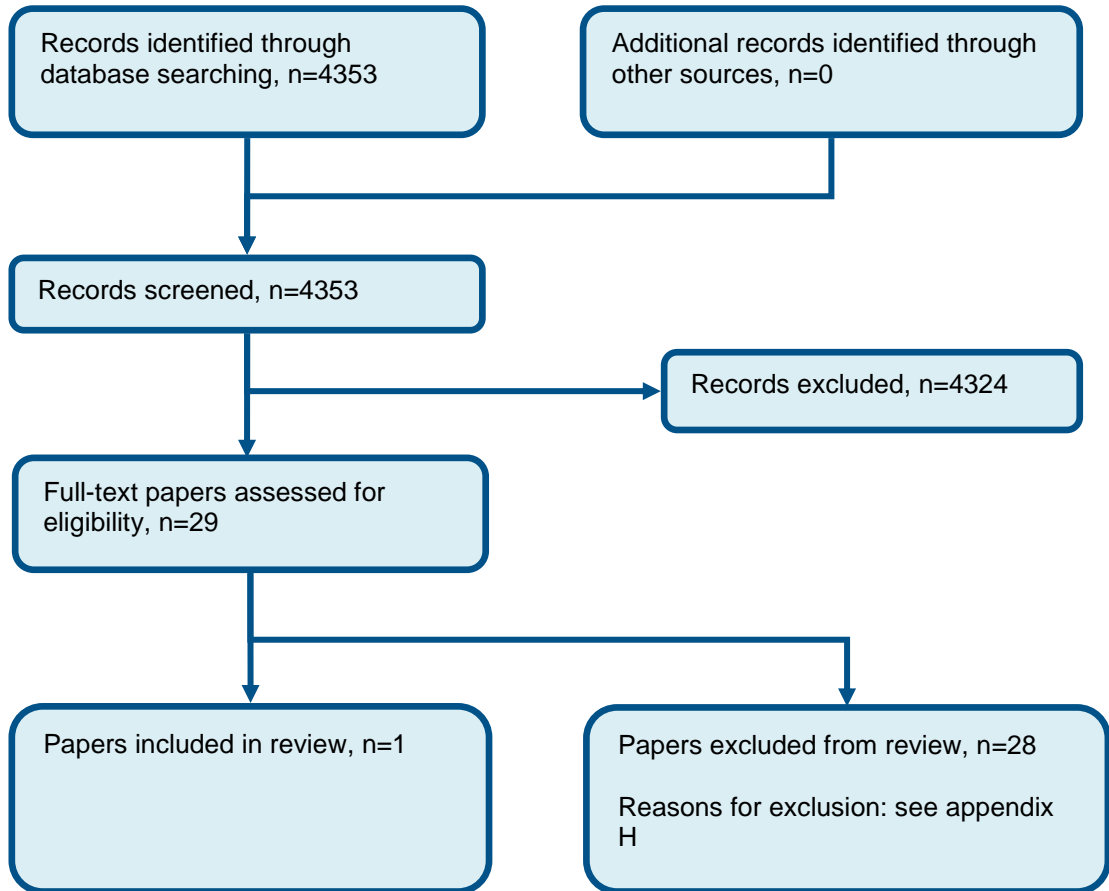 Records identified through
database searching, n=4353
Additional records identified through
other sources, n=0
Records screened, n=4353
Records excluded, n=4324
Full-text papers assessed for
eligibility, n=29
Papers included in review, n=1
Papers excluded from review, n=28
Reasons for exclusion: see appendix
H